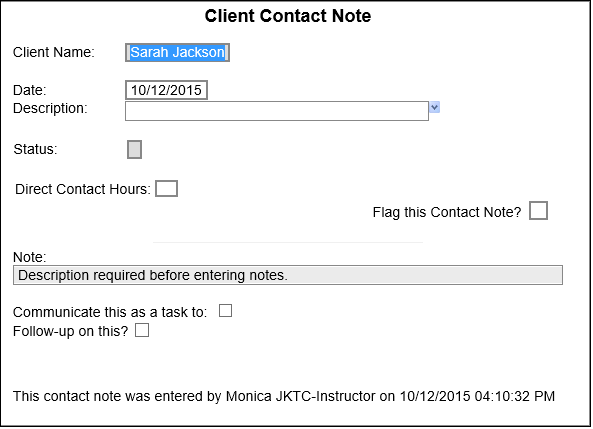 Client Contact Note
Client Name: Sarah Jackson
Date: 10/12/2015
Description:
Status:
Direct Contact Hours:
Flag this Contact Note?
Note:
Description required before entering notes.
Communicate this as a task to:
Follow-up on this?
This contact note was entered by Monica JKTC-Instructor on 10/12/2015 04:10:32 PM